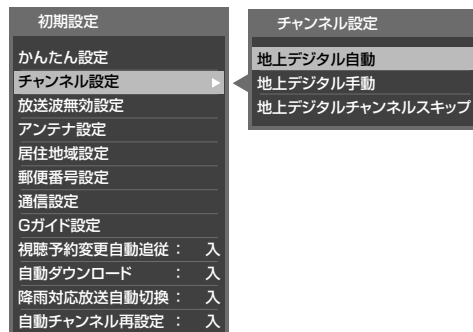 初期設定
かんたん設定
チャンネル設定
放送波無効設定
アンテナ設定
居住地域設定
郵便番号設定
通信設定
Gガイド設定
視聴予約変更自動追従： 入
自動ダウンロード ： 入
降雨対応放送自動切換： 入
自動チャンネル再設定 ： 入
チャンネル設定
地上デジタル自動
地上デジタル手動
地上デジタルチャンネルスキップ